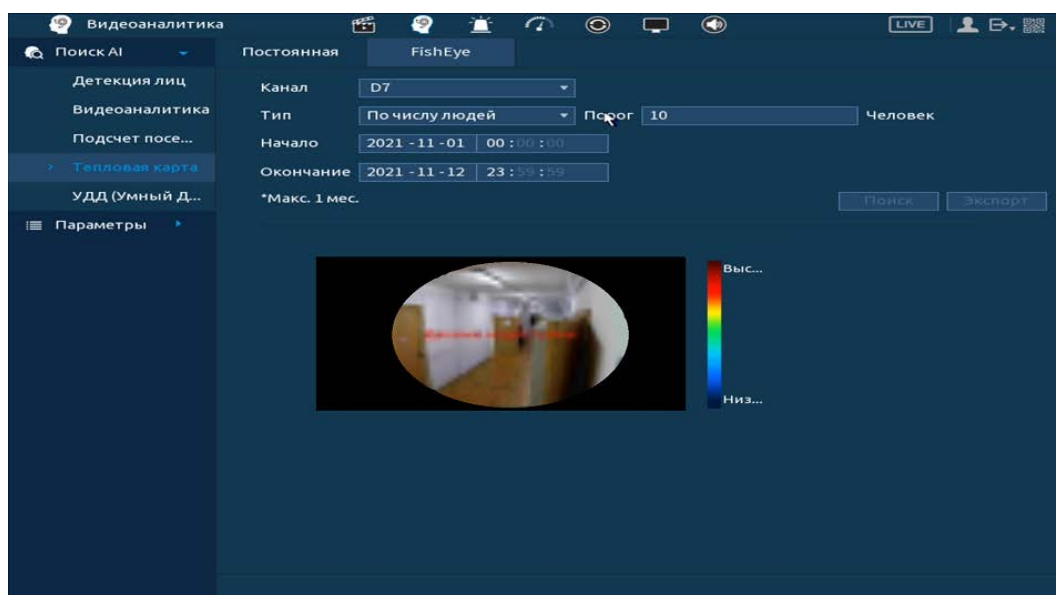 Видеоаналитика LIVE
Поиск AI Постоянная FishEye
Детекция лиц
Видеоаналитика
Подсчет посе...
Тепловая карта
УДД (Умный Д...
Параметры
Канал D7
Тип По числу людей Порог 10 Человек
Начало 2021 -11 -01 00 : 00 : 00
Окончание 2021 -11 -12 23 : 59 : 59
*Макс. 1 мес. Поиск Экспорт
Выс...
Низ...